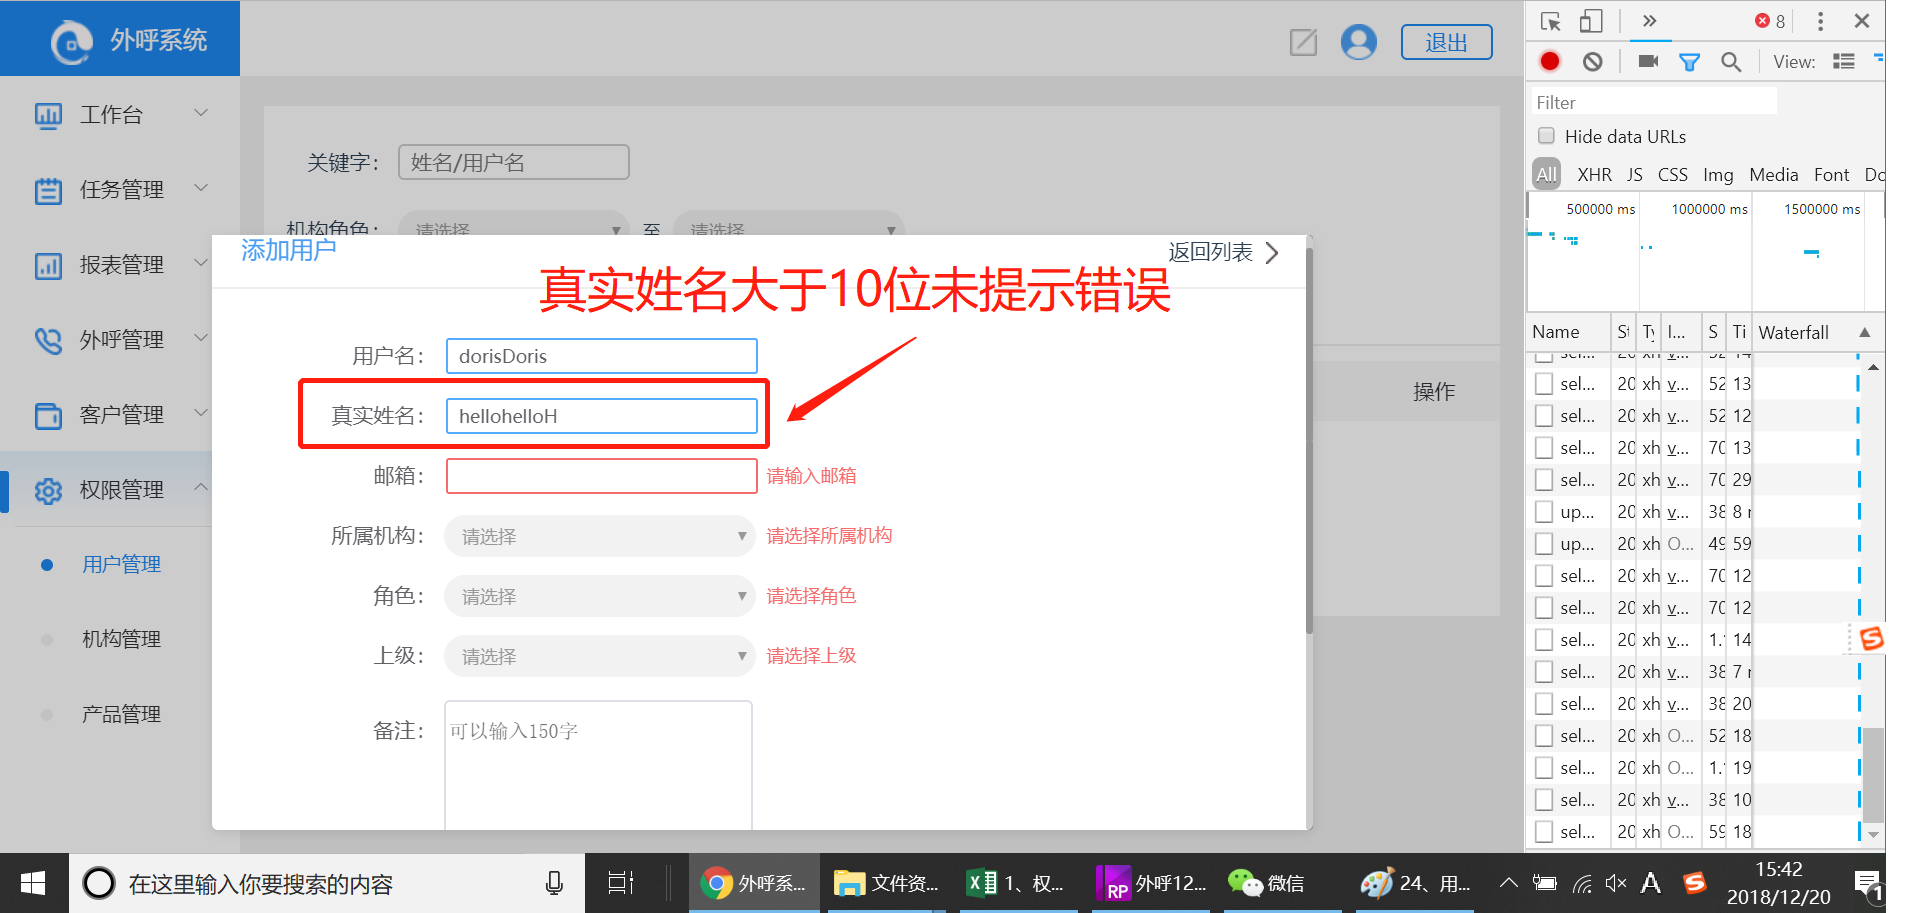 外呼系统
退出
工作台
任务管理
报表管理
外呼管理
客户管理
权限管理
用户管理
机构管理
产品管理
关键字：
姓名/用户名
机构角色：
请选择
至
请选择
操作
添加用户
返回列表
真实姓名大于10位未提示错误
用户名：
dorisDoris
真实姓名：
hellohelloH
邮箱：
请输入邮箱
所属机构：
请选择
请选择所属机构
角色：
请选择
请选择角色
上级：
请选择
请选择上级
备注：
可以输入150字
8
View:
Filter
Hide data URLs
All XHR JS CSS Img Media Font
500000 ms 1000000 ms 1500000 ms
Name St Ty I... S Ti Waterfall
sel... 20 xh v... 52 13
sel... 20 xh v... 52 12
sel... 20 xh v... 70 13
sel... 20 xh v... 70 29
up... 20 xh v... 38 8
up... 20 xh O... 49 59
sel... 20 xh v... 70 12
sel... 20 xh v... 70 12
sel... 20 xh v... 1. 14
sel... 20 xh v... 38 7
sel... 20 xh v... 38 20
sel... 20 xh O... 52 18
sel... 20 xh O... 1. 19
sel... 20 xh v... 38 10
sel... 20 xh O... 59 18
在这里输入你要搜索的内容
外呼系...
文件资...
1、权...
RP
外呼12...
微信
24、用...
A
15:42
2018/12/20
1